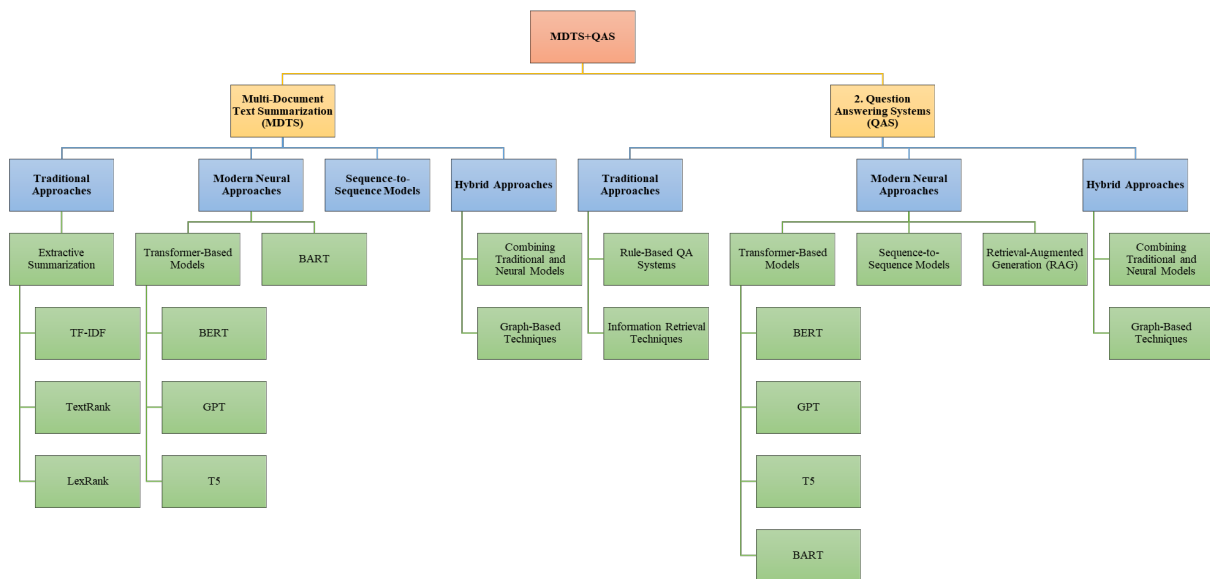 MDTS+QAS
Multi-Document
Text Summarization
(MDTS)
2. Question
Answering Systems
(QAS)
Traditional
Approaches
Modern Neural
Approaches
Sequence-to-
Sequence Models
Hybrid Approaches
Traditional
Approaches
Modern Neural
Approaches
Hybrid Approaches
Extractive
Summarization
Transformer-Based
Models
BART
Combining
Traditional and
Neural Models
Rule-Based QA
Systems
Transformer-Based
Models
Sequence-to-
Sequence Models
Retrieval-Augmented
Generation (RAG)
Combining
Traditional and
Neural Models
TF-IDF
BERT
Graph-Based
Techniques
Information Retrieval
Techniques
BERT
Graph-Based
Techniques
TextRank
GPT
GPT
LexRank
T5
T5
BART